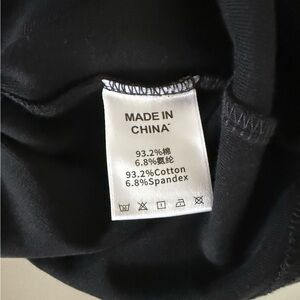 MADE IN
CHINA
93.2%棉
6.8%氨纶
93.2%Cotton
6.8%Spandex